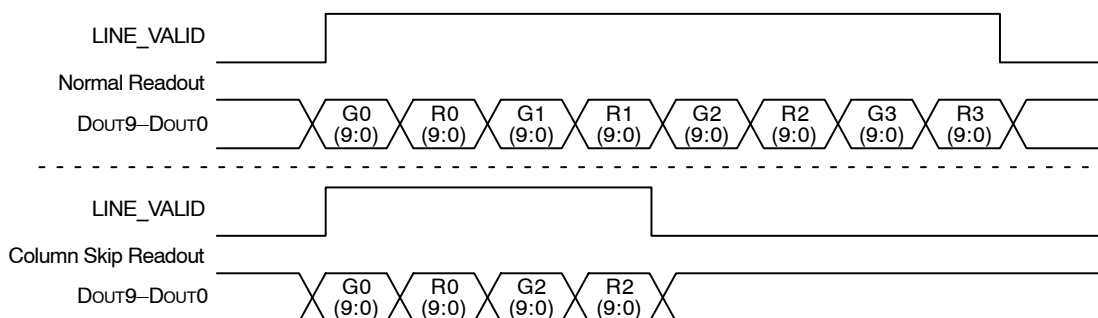 LINE_VALID
Normal Readout
DOUT9–DOUT0
G0 (9:0)
R0 (9:0)
G1 (9:0)
R1 (9:0)
G2 (9:0)
R2 (9:0)
G3 (9:0)
R3 (9:0)
LINE_VALID
Column Skip Readout
DOUT9–DOUT0
G0 (9:0)
R0 (9:0)
G2 (9:0)
R2 (9:0)